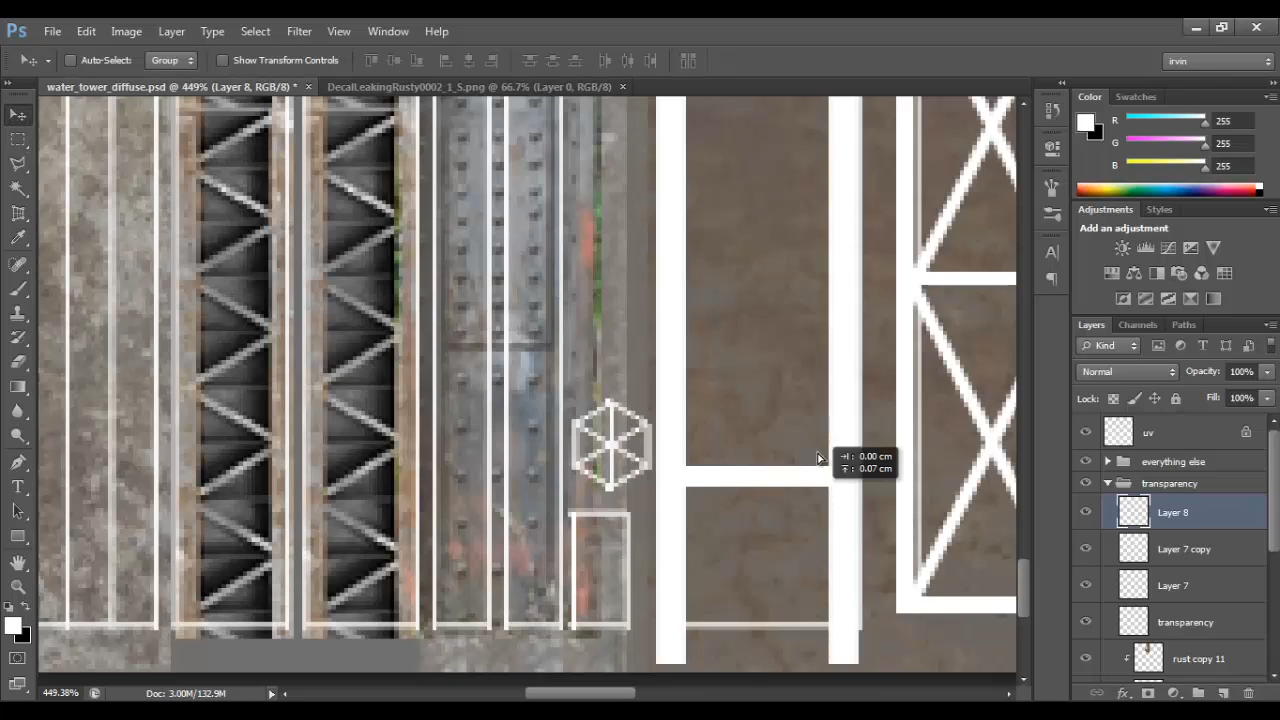 Ps File Edit Image Layer Type Select Filter View Window Help
Auto-Select: Group Show Transform Controls irvin
water_tower_diffuse.psd @ 449% (Layer 8, RGB/8) * × DecalLeakingRusty0002_1_S.png @ 66.7% (Layer 0, RGB/8) ×
Color Swatches
R 255
G 255
B 255
Adjustments Styles
Add an adjustment
Layers Channels Paths
Kind
Normal Opacity: 100%
Lock: Fill: 100%
uv
everything else
transparency
Layer 8
Layer 7 copy
Layer 7
transparency
rust copy 11
: 0.00 cm
: 0.07 cm
449.38% Doc: 3.00M/132.9M